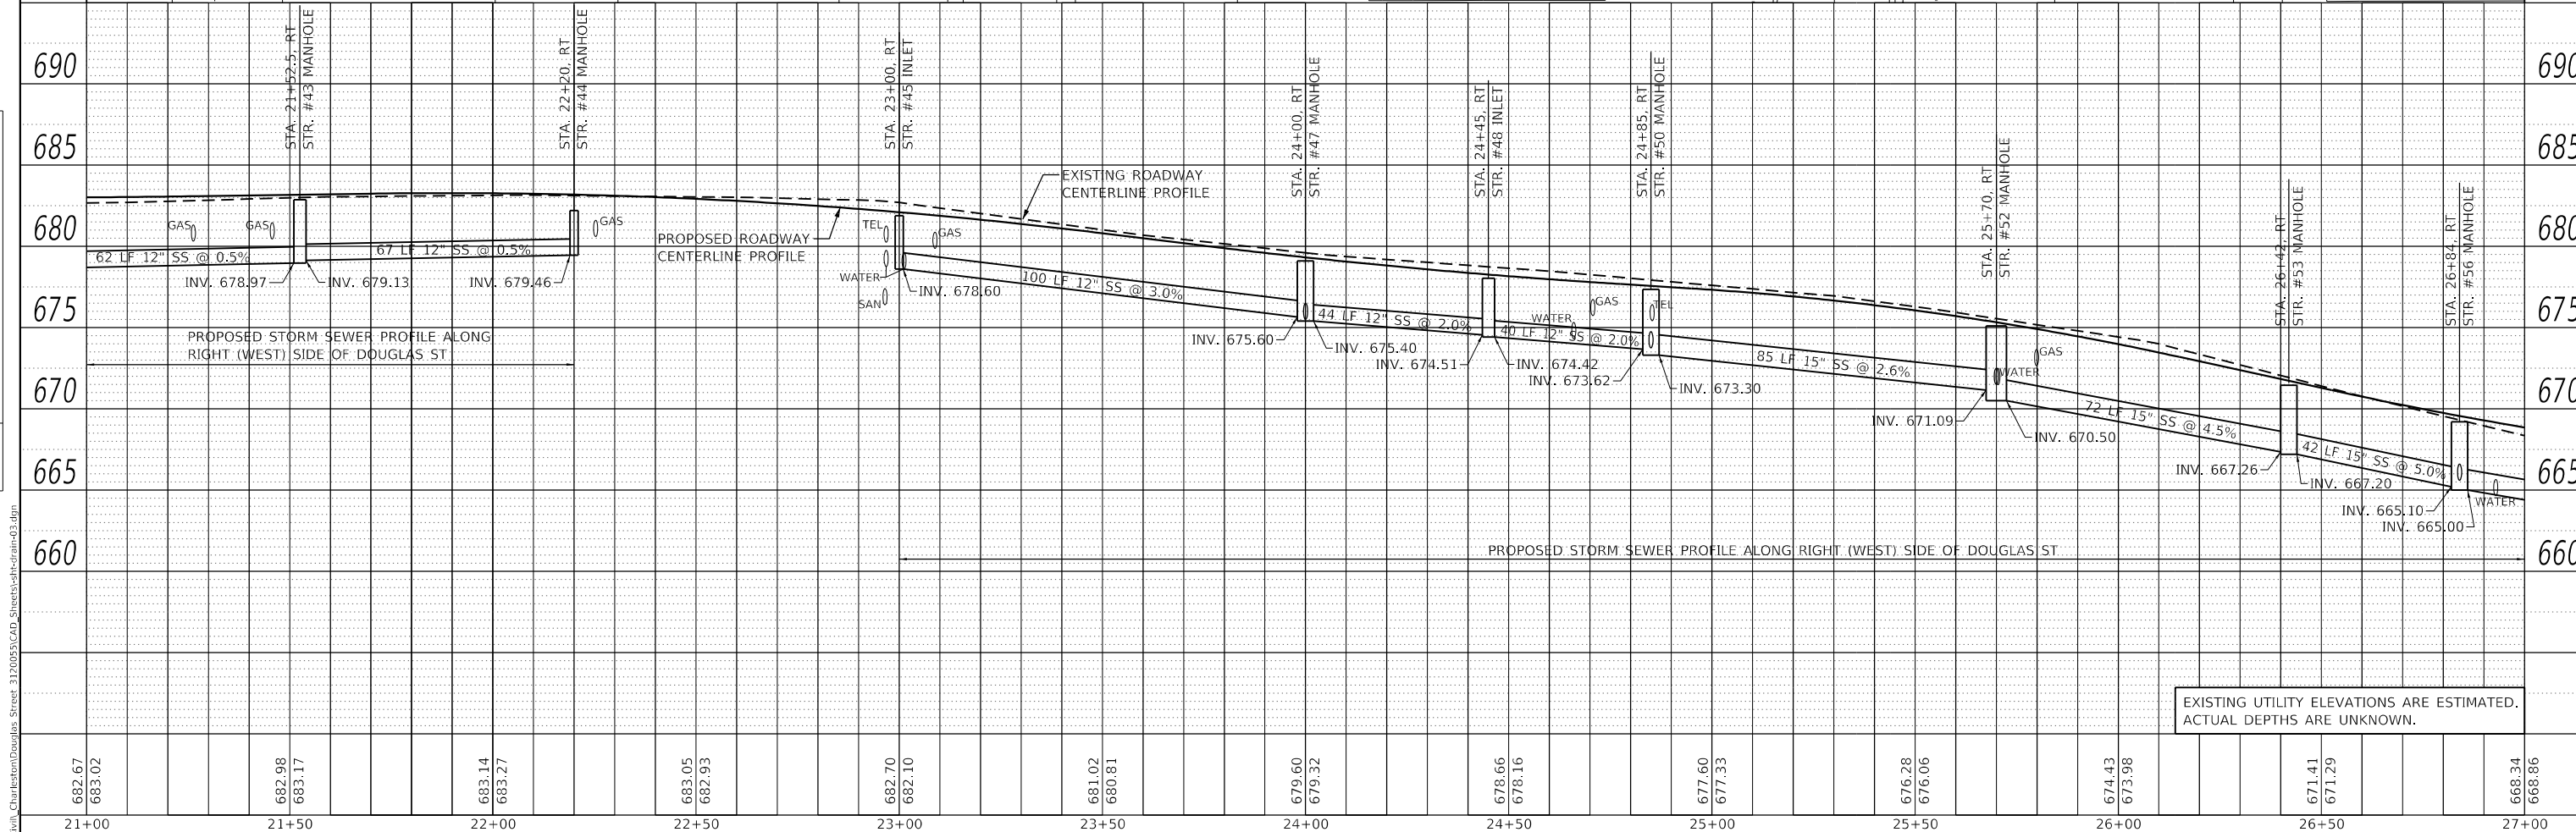 STA. 21+52.5, RT
STR. #43 MANHOLE
STA. 22+20, RT
STR. #44 MANHOLE
STA. 23+00, RT
STR. #45 INLET
STA. 24+00, RT
STR. #47 MANHOLE
STA. 24+45, RT
STR. #48 INLET
STA. 24+85, RT
STR. #50 MANHOLE
STA. 25+70, RT
STR. #52 MANHOLE
STA. 26+42, RT
STR. #53 MANHOLE
STA. 26+84, RT
STR. #56 MANHOLE
690
690
685
685
680
680
675
675
670
670
665
665
660
660
EXISTING ROADWAY
CENTERLINE PROFILE
PROPOSED ROADWAY
CENTERLINE PROFILE
GAS
GAS
GAS
TEL
GAS
WATER
SAN
62 LF 12" SS @ 0.5%
67 LF 12" SS @ 0.5%
INV. 678.97
INV. 679.13
INV. 679.46
INV. 678.60
100 LF 12" SS @ 3.0%
PROPOSED STORM SEWER PROFILE ALONG
RIGHT (WEST) SIDE OF DOUGLAS ST
INV. 675.60
INV. 675.40
44 LF 12" SS @ 2.0%
INV. 674.51
INV. 674.42
WATER
GAS
TEL
40 LF 12" SS @ 2.0%
INV. 673.62
INV. 673.30
85 LF 15" SS @ 2.6%
GAS
WATER
INV. 671.09
INV. 670.50
72 LF 15" SS @ 4.5%
INV. 667.26
INV. 667.20
42 LF 15" SS @ 5.0%
INV. 665.10
INV. 665.00
WATER
PROPOSED STORM SEWER PROFILE ALONG RIGHT (WEST) SIDE OF DOUGLAS ST
EXISTING UTILITY ELEVATIONS ARE ESTIMATED.
ACTUAL DEPTHS ARE UNKNOWN.
682.67
683.02
682.98
683.17
683.14
683.27
683.05
682.93
682.70
682.10
681.02
680.81
679.60
679.32
678.66
678.16
677.60
677.33
676.28
676.06
674.43
673.98
671.41
671.29
668.34
668.86
21+00
21+50
22+00
22+50
23+00
23+50
24+00
24+50
25+00
25+50
26+00
26+50
27+00
\Charleston\Douglas Street 3120055\CAD_Sheets\-sht-drain-03.dgn